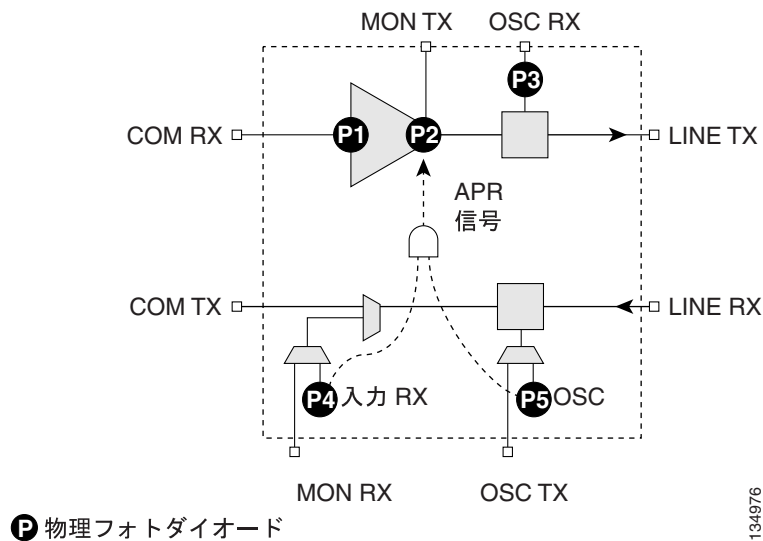 MON TX
OSC RX
P3
COM RX
P1
P2
LINE TX
APR
信号
COM TX
LINE RX
P4
入力 RX
P5
OSC
MON RX
OSC TX
P 物理フォトダイオード
134976